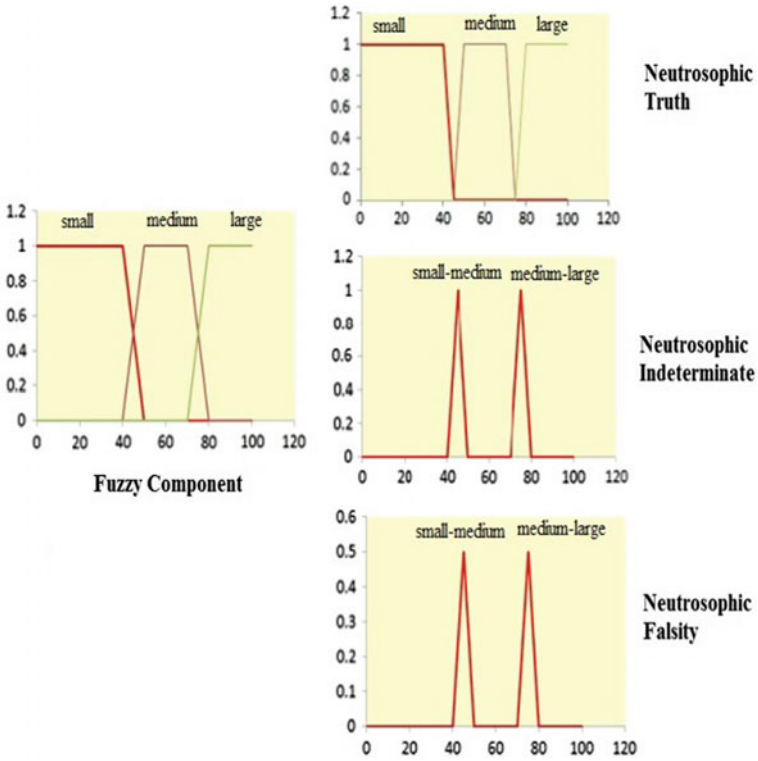 small medium large
1.2
1
0.8
0.6
0.4
0.2
0
0 20 40 60 80 100 120
Neutrosophic
Truth
1.2
1
0.8
0.6
0.4
0.2
0
small medium large
0 20 40 60 80 100 120
Fuzzy Component
1.2
1
0.8
0.6
0.4
0.2
0
small-medium medium-large
0 20 40 60 80 100 120
Neutrosophic
Indeterminate
0.6
0.5
0.4
0.3
0.2
0.1
0
small-medium medium-large
0 20 40 60 80 100 120
Neutrosophic
Falsity